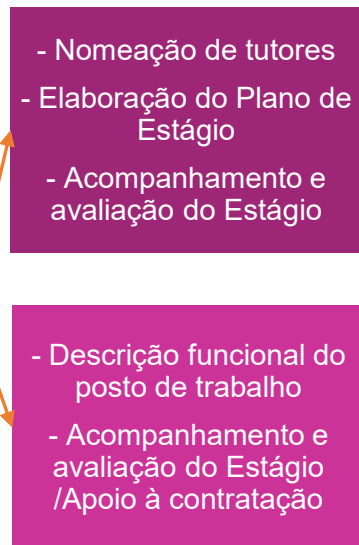 - Nomeação de tutores
- Elaboração do Plano de
Estágio
- Acompanhamento e
avaliação do Estágio
- Descrição funcional do
posto de trabalho
- Acompanhamento e
avaliação do Estágio
/Apoio à contratação